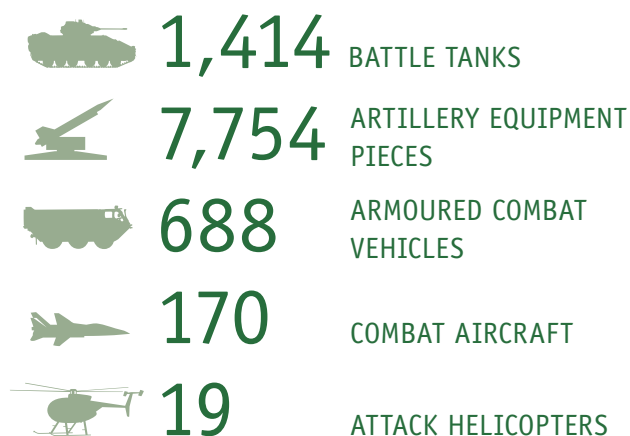 1,414 BATTLE TANKS
7,754 ARTILLERY EQUIPMENT
PIECES
688 ARMOURED COMBAT
VEHICLES
170 COMBAT AIRCRAFT
19 ATTACK HELICOPTERS